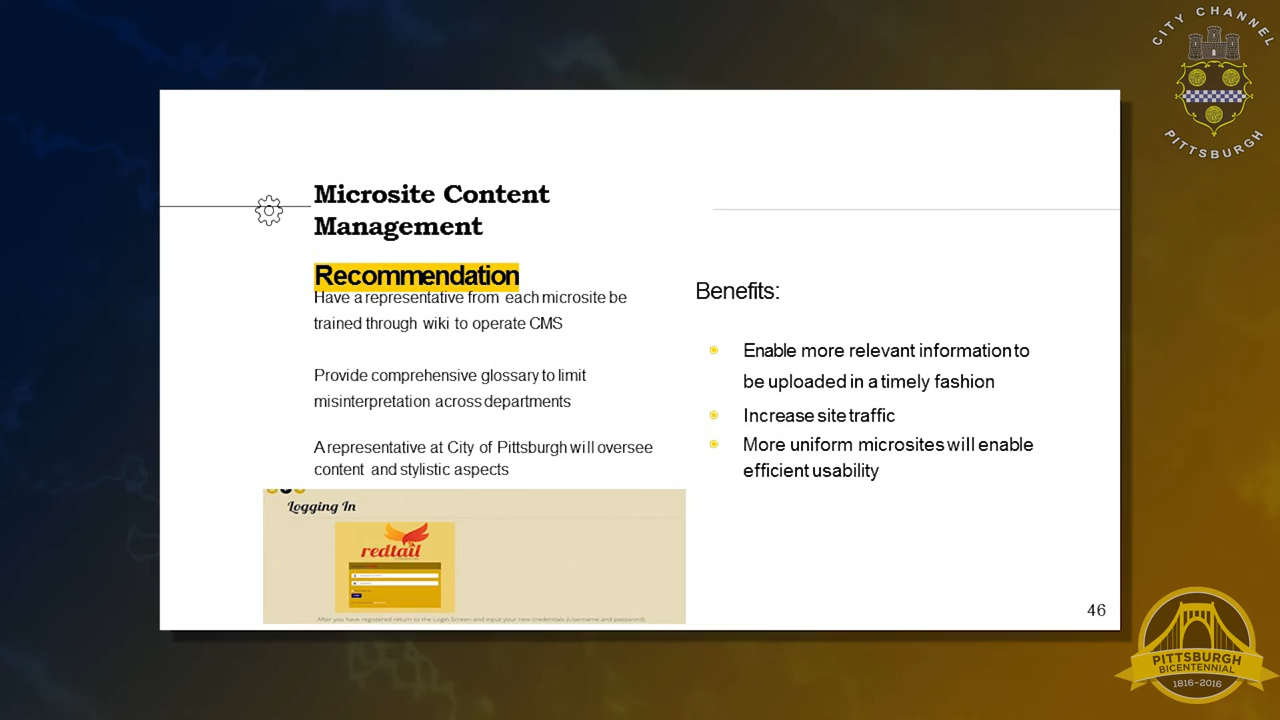 CITY CHANNEL
PITTSBURGH
Microsite Content
Management
Recommendation
Have a representative from each microsite be
trained through wiki to operate CMS
Provide comprehensive glossary to limit
misinterpretation across departments
A representative at City of Pittsburgh will oversee
content and stylistic aspects
Benefits:
Enable more relevant information to
be uploaded in a timely fashion
Increase site traffic
More uniform microsites will enable
efficient usability
Logging In
redtail
After you have registered return to the Login Screen and input your new credentials (Username and password)
46
PITTSBURGH
BICENTENNIAL
1816-2016